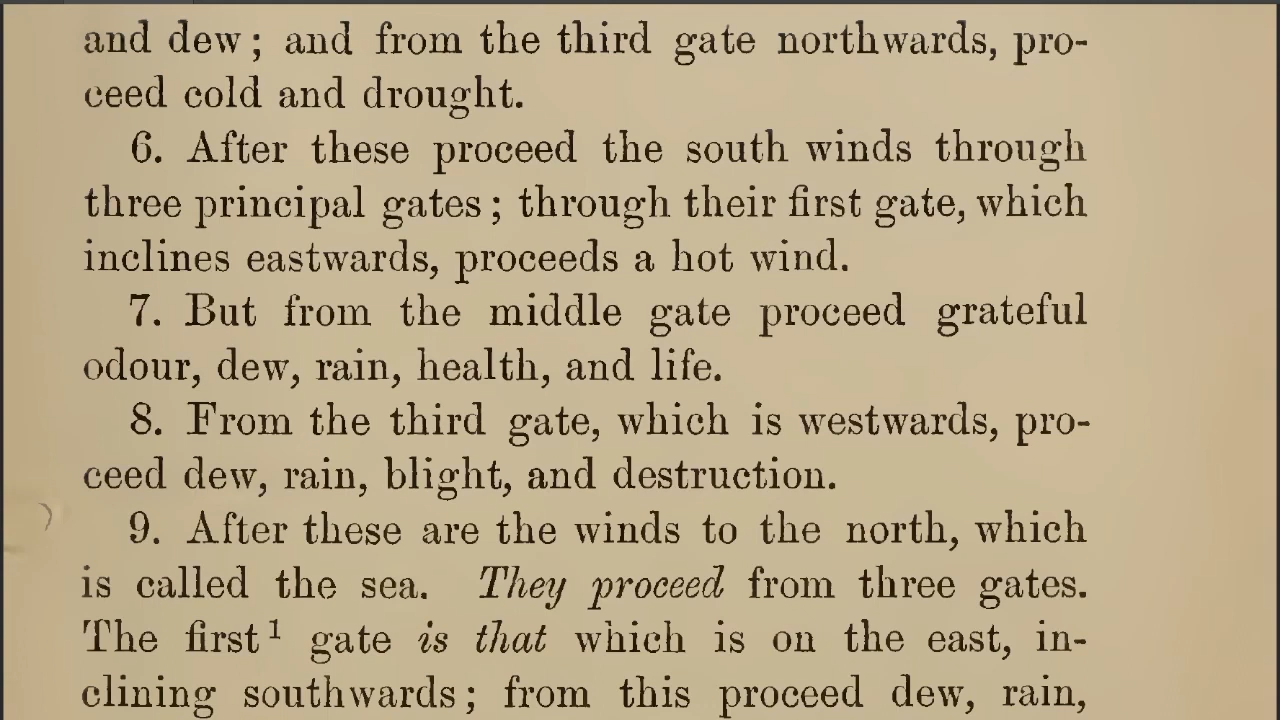 and dew; and from the third gate northwards, pro-
ceed cold and drought.
6. After these proceed the south winds through
three principal gates; through their first gate, which
inclines eastwards, proceeds a hot wind.
7. But from the middle gate proceed grateful
odour, dew, rain, health, and life.
8. From the third gate, which is westwards, pro-
ceed dew, rain, blight, and destruction.
9. After these are the winds to the north, which
is called the sea. They proceed from three gates.
The first¹ gate is that which is on the east, in-
clining southwards; from this proceed dew, rain,